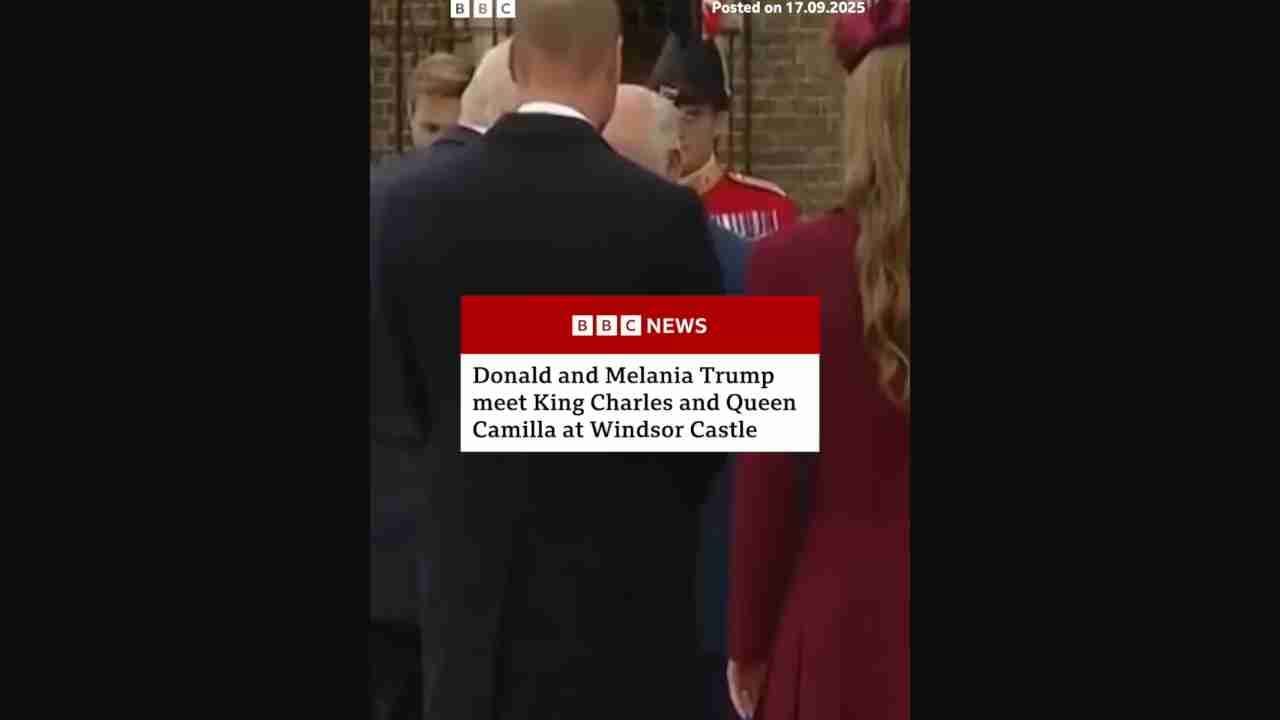 BBC
Posted on 17.09.2025
BBC NEWS
Donald and Melania Trump
meet King Charles and Queen
Camilla at Windsor Castle